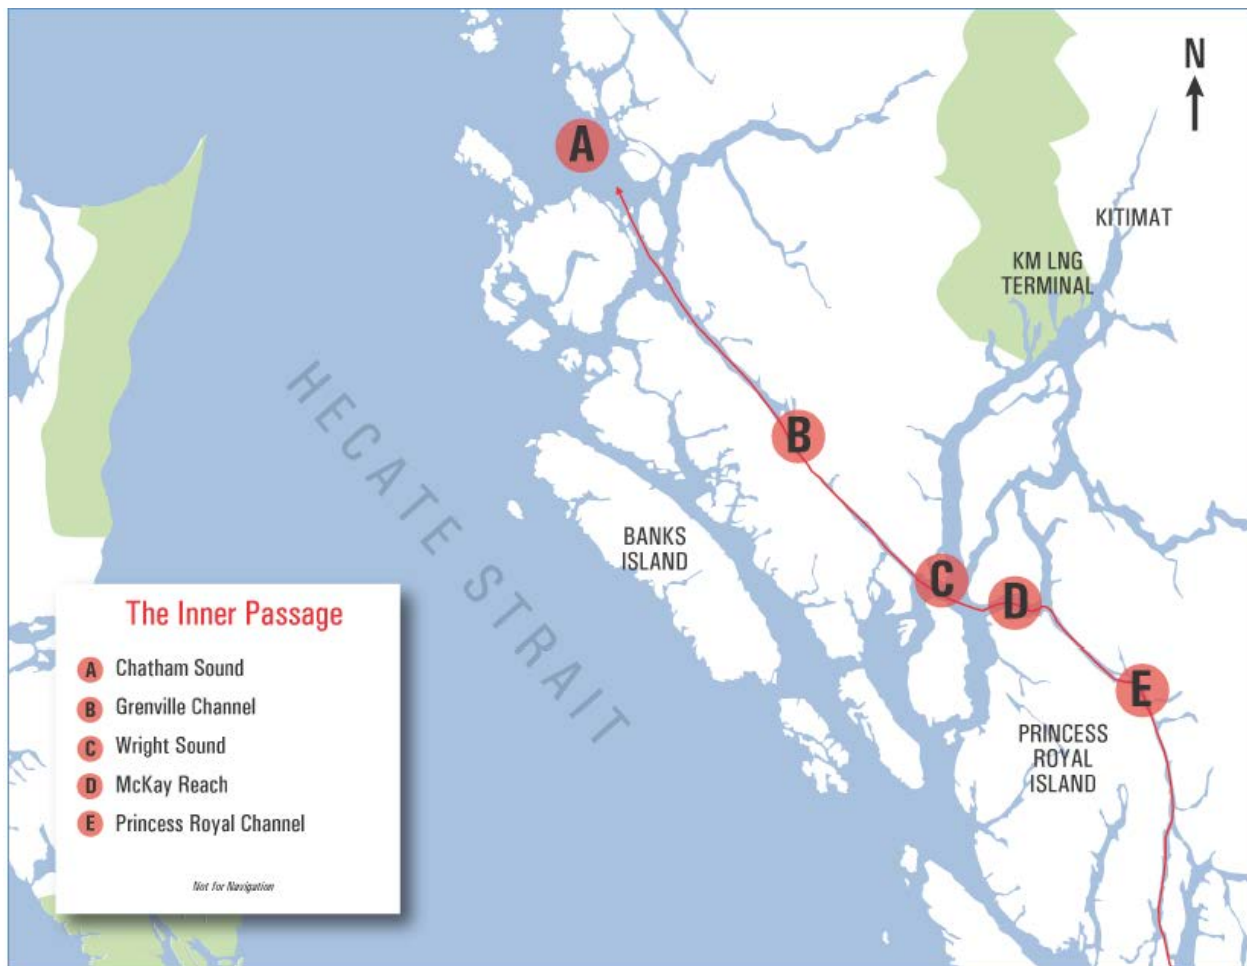 N
A
KITIMAT
KM LNG
TERMINAL
HECATE STRAIT
B
BANKS
ISLAND
C
D
E
PRINCESS
ROYAL
ISLAND
The Inner Passage
A Chatham Sound
B Grenville Channel
C Wright Sound
D McKay Reach
E Princess Royal Channel
Not for Navigation